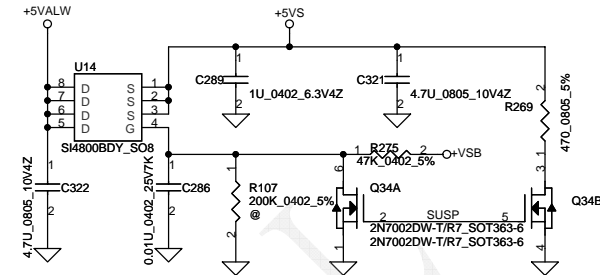 +5VALW
+5VS
U14
8 D S 1
7 D S 2
6 D S 3
5 D G 4
SI4800BDY_SO8
1
C289
2
1U_0402_6.3V4Z
1
C321
2
4.7U_0805_10V4Z
2
R269
1
470_0805_5%
1
C322
2
4.7U_0805_10V4Z
1
C286
2
0.01U_0402_25V7K
1
R107
200K_0402_5%
@
2
1 R275 2
47K_0402_5%
+VSB
6
Q34A
1
2 SUSP 5
2N7002DW-T/R7_SOT363-6
2N7002DW-T/R7_SOT363-6
3
Q34B
4